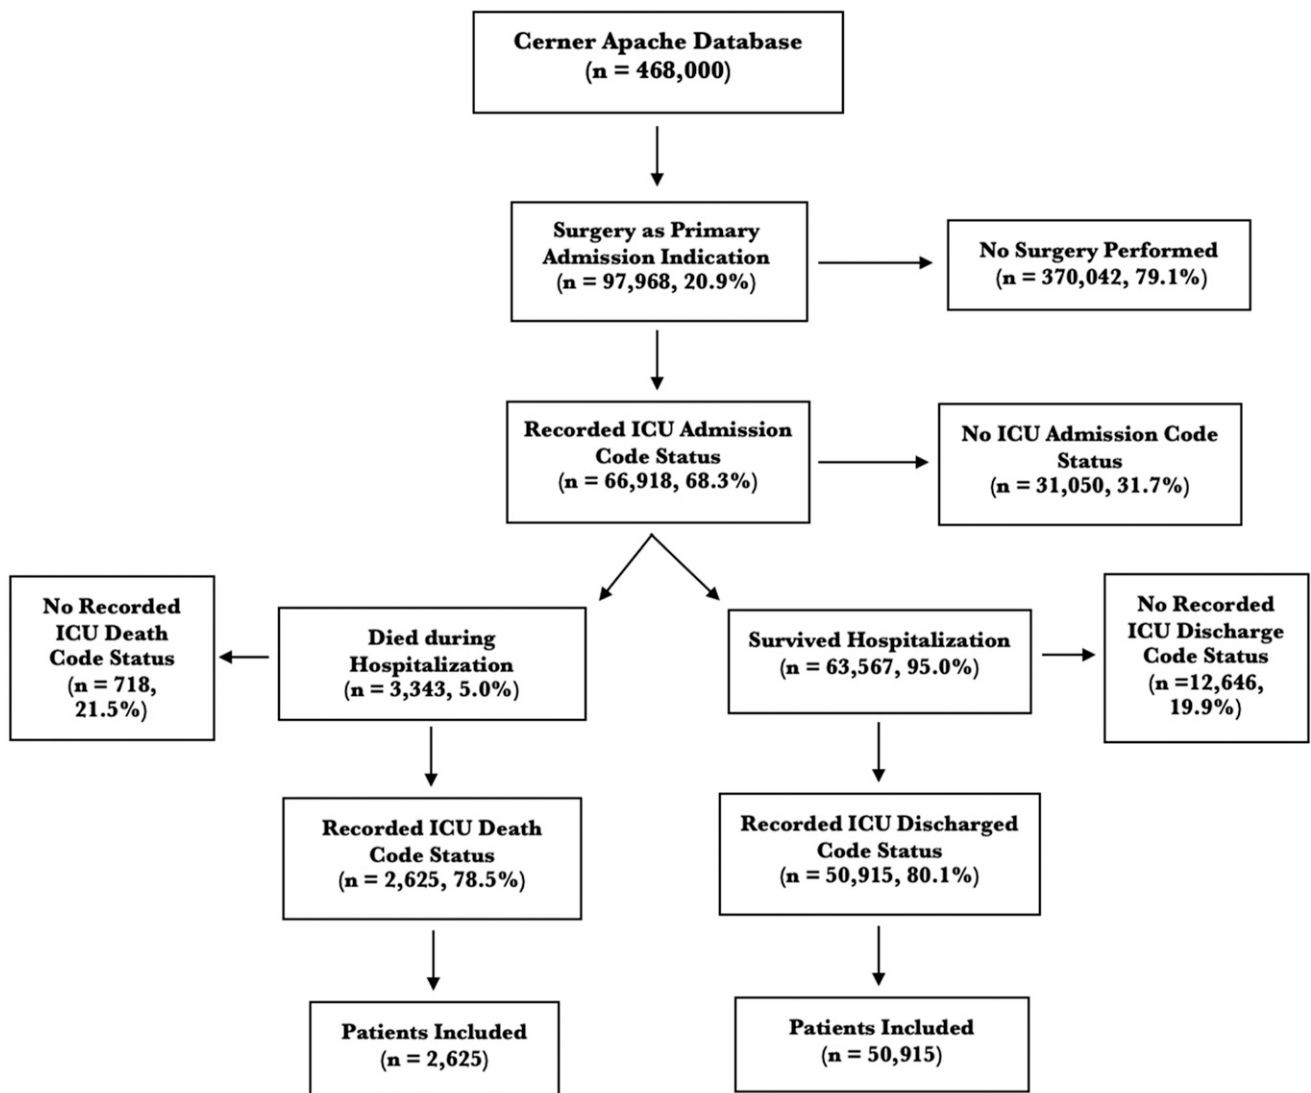 Cerner Apache Database
(n = 468,000)
Surgery as Primary
Admission Indication
(n = 97,968, 20.9%)
No Surgery Performed
(n = 370,042, 79.1%)
Recorded ICU Admission
Code Status
(n = 66,918, 68.3%)
No ICU Admission Code
Status
(n = 31,050, 31.7%)
No Recorded
ICU Death
Code Status
(n = 718,
21.5%)
Died during
Hospitalization
(n = 3,343, 5.0%)
Survived Hospitalization
(n = 63,567, 95.0%)
No Recorded
ICU Discharge
Code Status
(n =12,646,
19.9%)
Recorded ICU Death
Code Status
(n = 2,625, 78.5%)
Recorded ICU Discharged
Code Status
(n = 50,915, 80.1%)
Patients Included
(n = 2,625)
Patients Included
(n = 50,915)